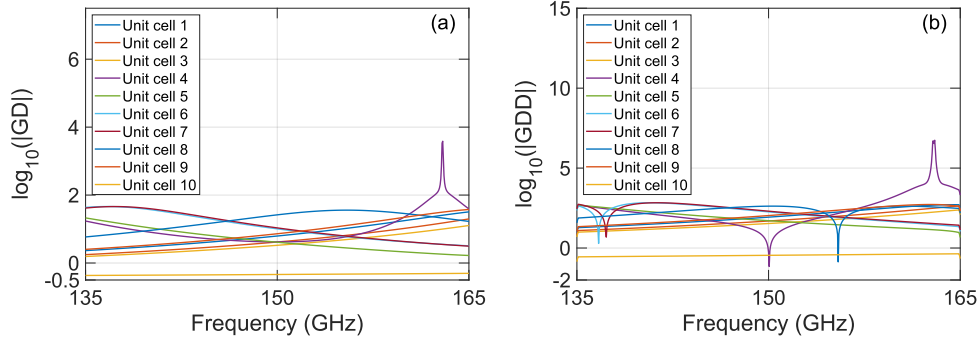 (a)
log10(|GD|)
6
4
2
0
-0.5
Unit cell 1
Unit cell 2
Unit cell 3
Unit cell 4
Unit cell 5
Unit cell 6
Unit cell 7
Unit cell 8
Unit cell 9
Unit cell 10
135
150
165
Frequency (GHz)
(b)
log10(|GDD|)
15
10
5
0
-2
Unit cell 1
Unit cell 2
Unit cell 3
Unit cell 4
Unit cell 5
Unit cell 6
Unit cell 7
Unit cell 8
Unit cell 9
Unit cell 10
135
150
165
Frequency (GHz)